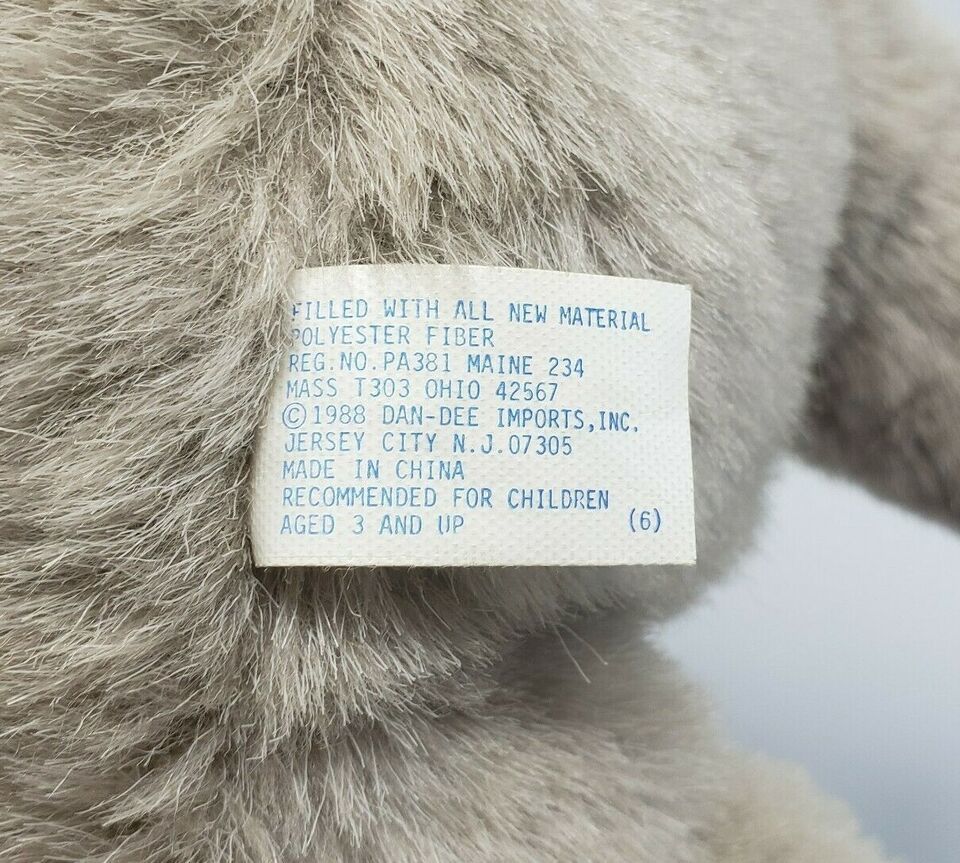 FILLED WITH ALL NEW MATERIAL
POLYESTER FIBER
REG.NO.PA381 MAINE 234
MASS T303 OHIO 42567
©1988 DAN-DEE IMPORTS,INC.
JERSEY CITY N.J.07305
MADE IN CHINA
RECOMMENDED FOR CHILDREN
AGED 3 AND UP (6)